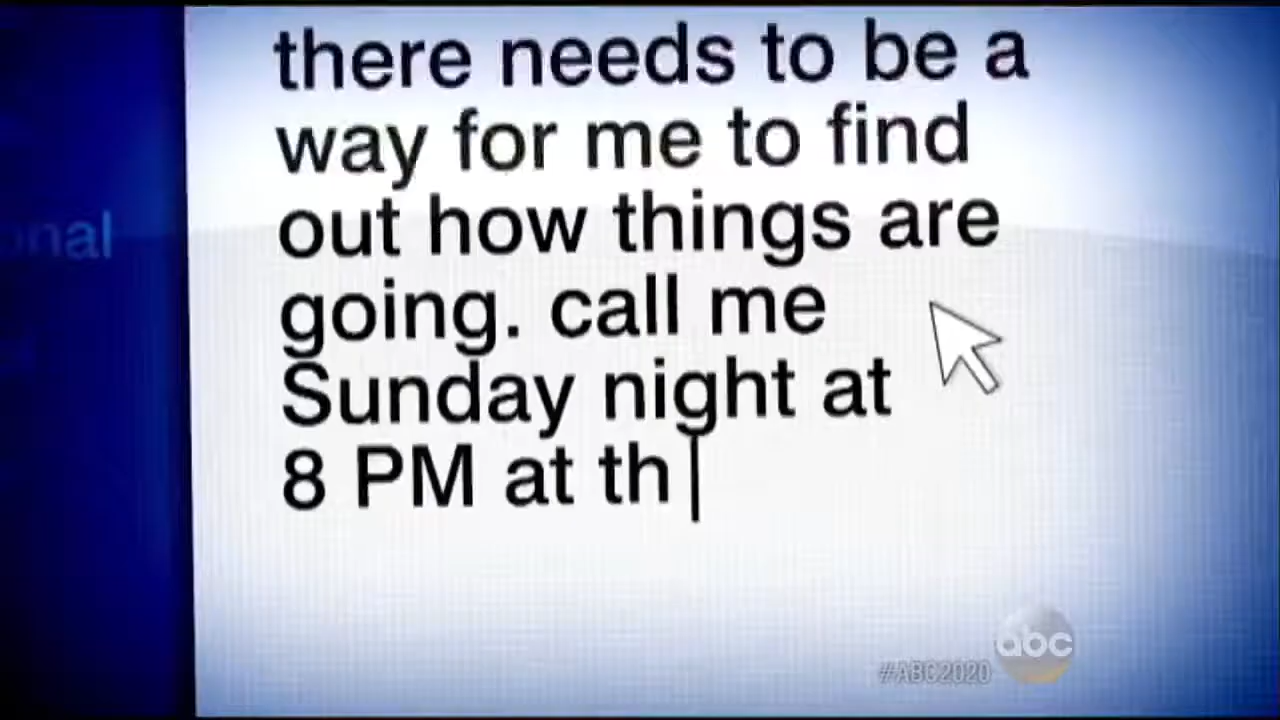 there needs to be a
way for me to find
out how things are
going. call me
Sunday night at
8 PM at th
onal
abc
#ABC2020